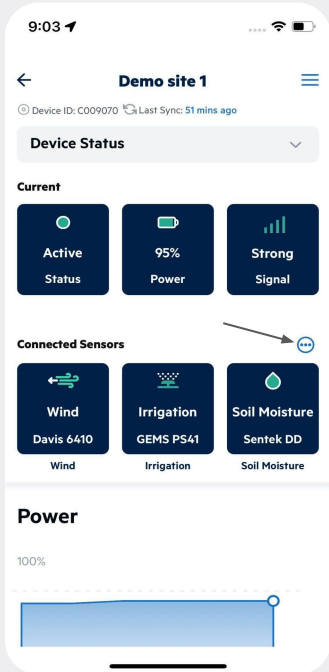 9:03
Demo site 1
Device ID: C009070 Last Sync: 51 mins ago
Device Status
Current
Active 95% Strong
Status Power Signal
Connected Sensors
Wind Irrigation Soil Moisture
Davis 6410 GEMS PS41 Sentek DD
Wind Irrigation Soil Moisture
Power
100%